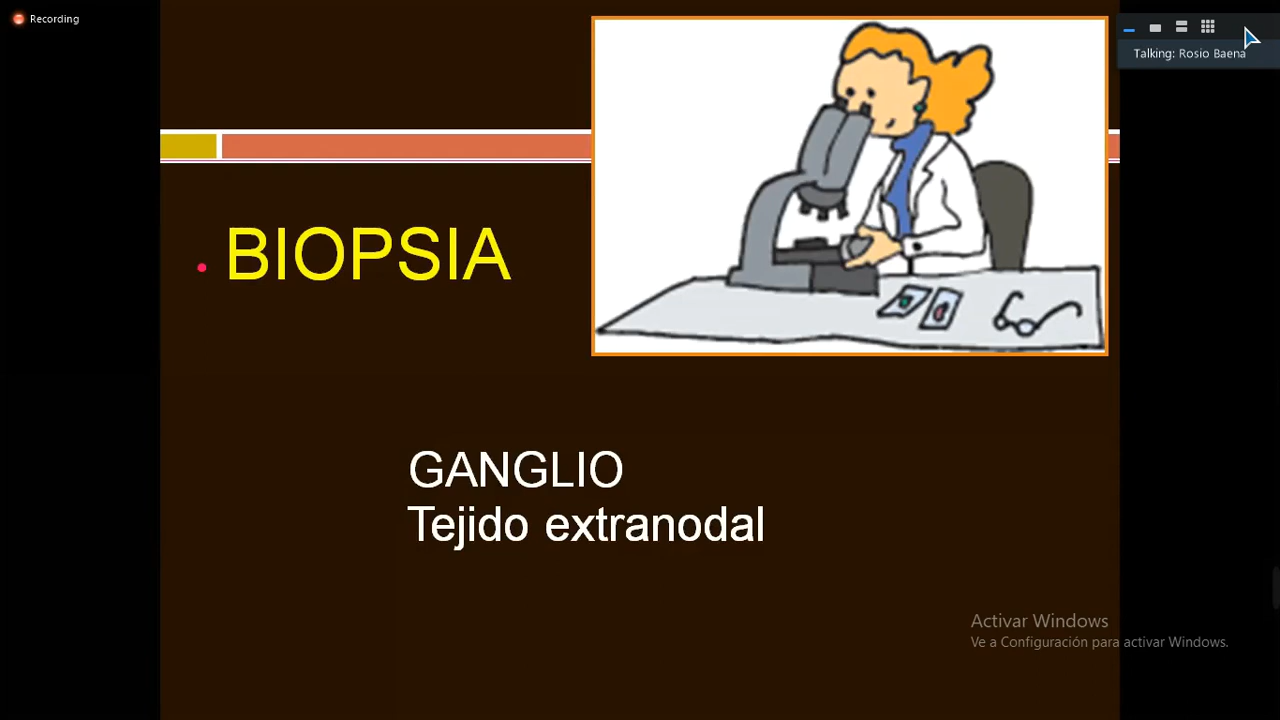 Recording
Talking: Rosio Baena
BIOPSIA
GANGLIO
Tejido extranodal
Activar Windows
Ve a Configuración para activar Windows.